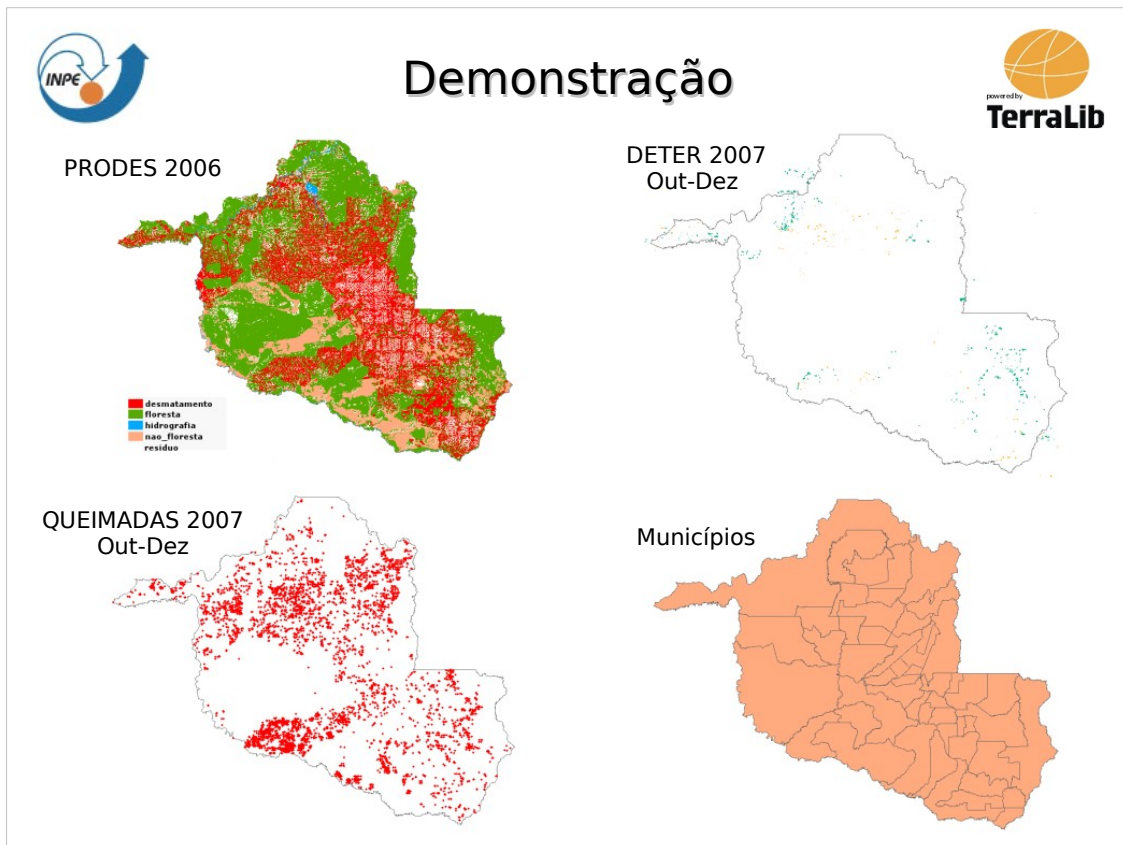 INPE
Demonstração
powered by
TerraLib
PRODES 2006
DETER 2007
Out-Dez
desmatamento
floresta
hidrografia
nao_floresta
residuo
QUEIMADAS 2007
Out-Dez
Municípios